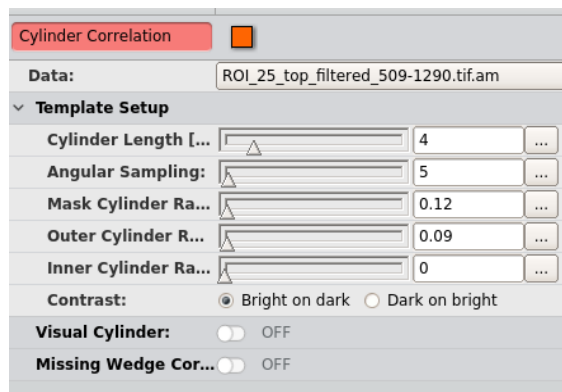 Cylinder Correlation
Data: ROI_25_top_filtered_509-1290.tif.am
Template Setup
Cylinder Length [... 4 ...
Angular Sampling: 5 ...
Mask Cylinder Ra... 0.12 ...
Outer Cylinder R... 0.09 ...
Inner Cylinder Ra... 0 ...
Contrast: Bright on dark Dark on bright
Visual Cylinder: OFF
Missing Wedge Cor... OFF